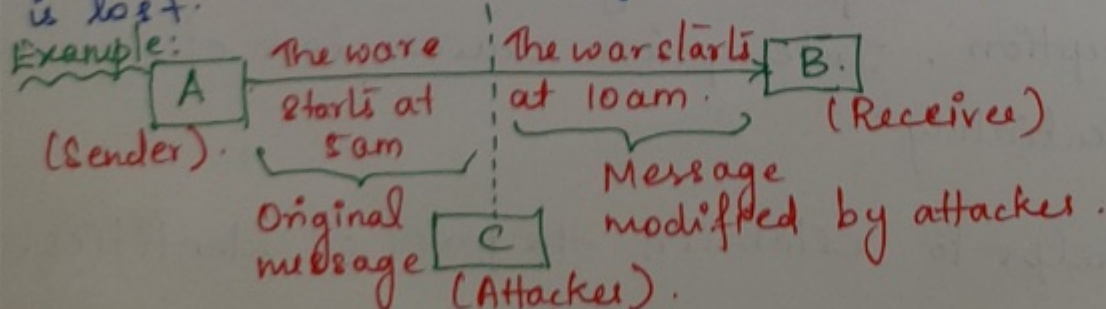 is lost.
Example:
A
The ware
starts at
5am
The war starts
at 10am.
B.
(Sender).
(Receiver)
Original
message
Message
modified by attacker.
C
(Attacker).